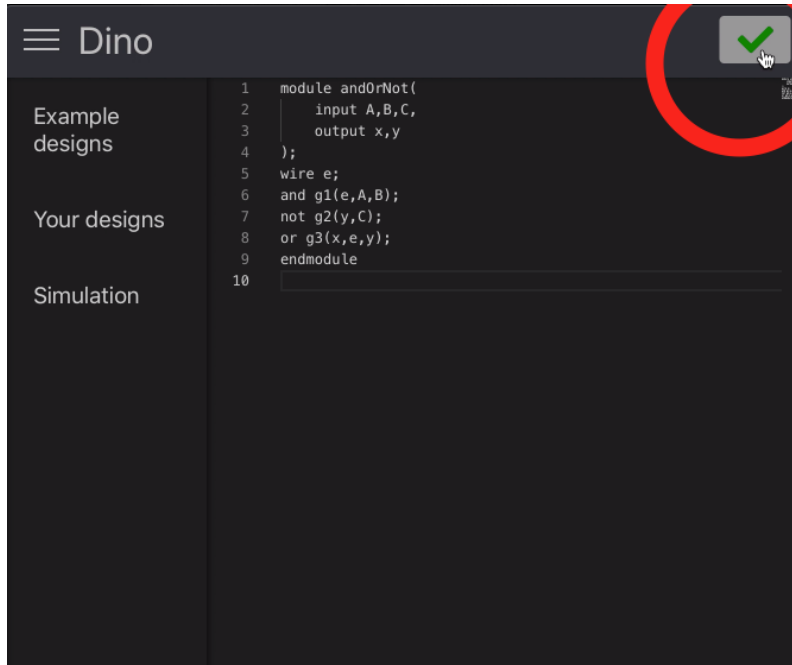 Dino
Example
designs
Your designs
Simulation
1 module andOrNot(
2 input A,B,C,
3 output x,y
4 );
5 wire e;
6 and g1(e,A,B);
7 not g2(y,C);
8 or g3(x,e,y);
9 endmodule
10